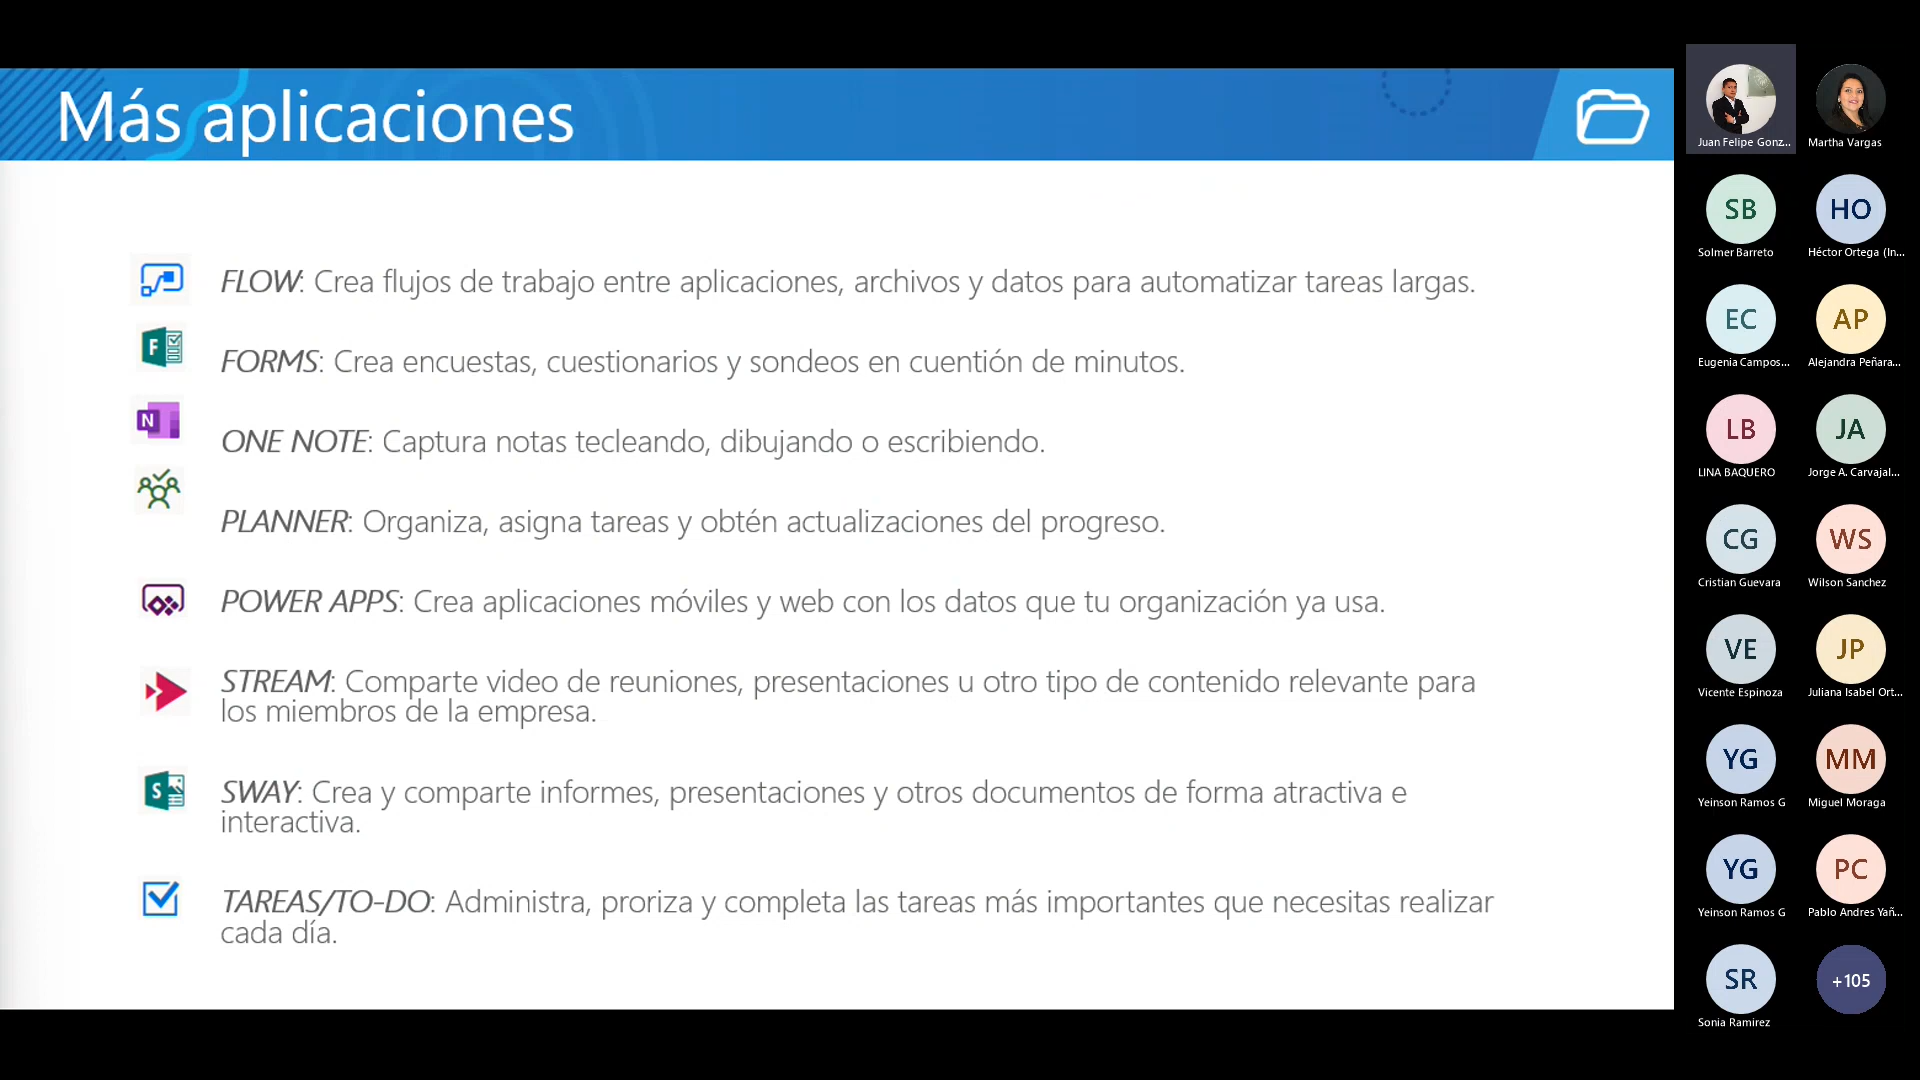 Más aplicaciones
FLOW: Crea flujos de trabajo entre aplicaciones, archivos y datos para automatizar tareas largas.
F
FORMS: Crea encuestas, cuestionarios y sondeos en cuentión de minutos.
N
ONE NOTE: Captura notas tecleando, dibujando o escribiendo.
PLANNER: Organiza, asigna tareas y obtén actualizaciones del progreso.
POWER APPS: Crea aplicaciones móviles y web con los datos que tu organización ya usa.
STREAM: Comparte video de reuniones, presentaciones u otro tipo de contenido relevante para
los miembros de la empresa.
S
SWAY: Crea y comparte informes, presentaciones y otros documentos de forma atractiva e
interactiva.
TAREAS/TO-DO: Administra, proriza y completa las tareas más importantes que necesitas realizar
cada día.
Juan Felipe Gonz...
Martha Vargas
SB
Solmer Barreto
HO
Héctor Ortega (In...
EC
Eugenia Campos...
AP
Alejandra Peñara...
LB
LINA BAQUERO
JA
Jorge A. Carvajal...
CG
Cristian Guevara
WS
Wilson Sanchez
VE
Vicente Espinoza
JP
Juliana Isabel Ort...
YG
Yeinson Ramos G
MM
Miguel Moraga
YG
Yeinson Ramos G
PC
Pablo Andres Yañ...
SR
Sonia Ramirez
+105